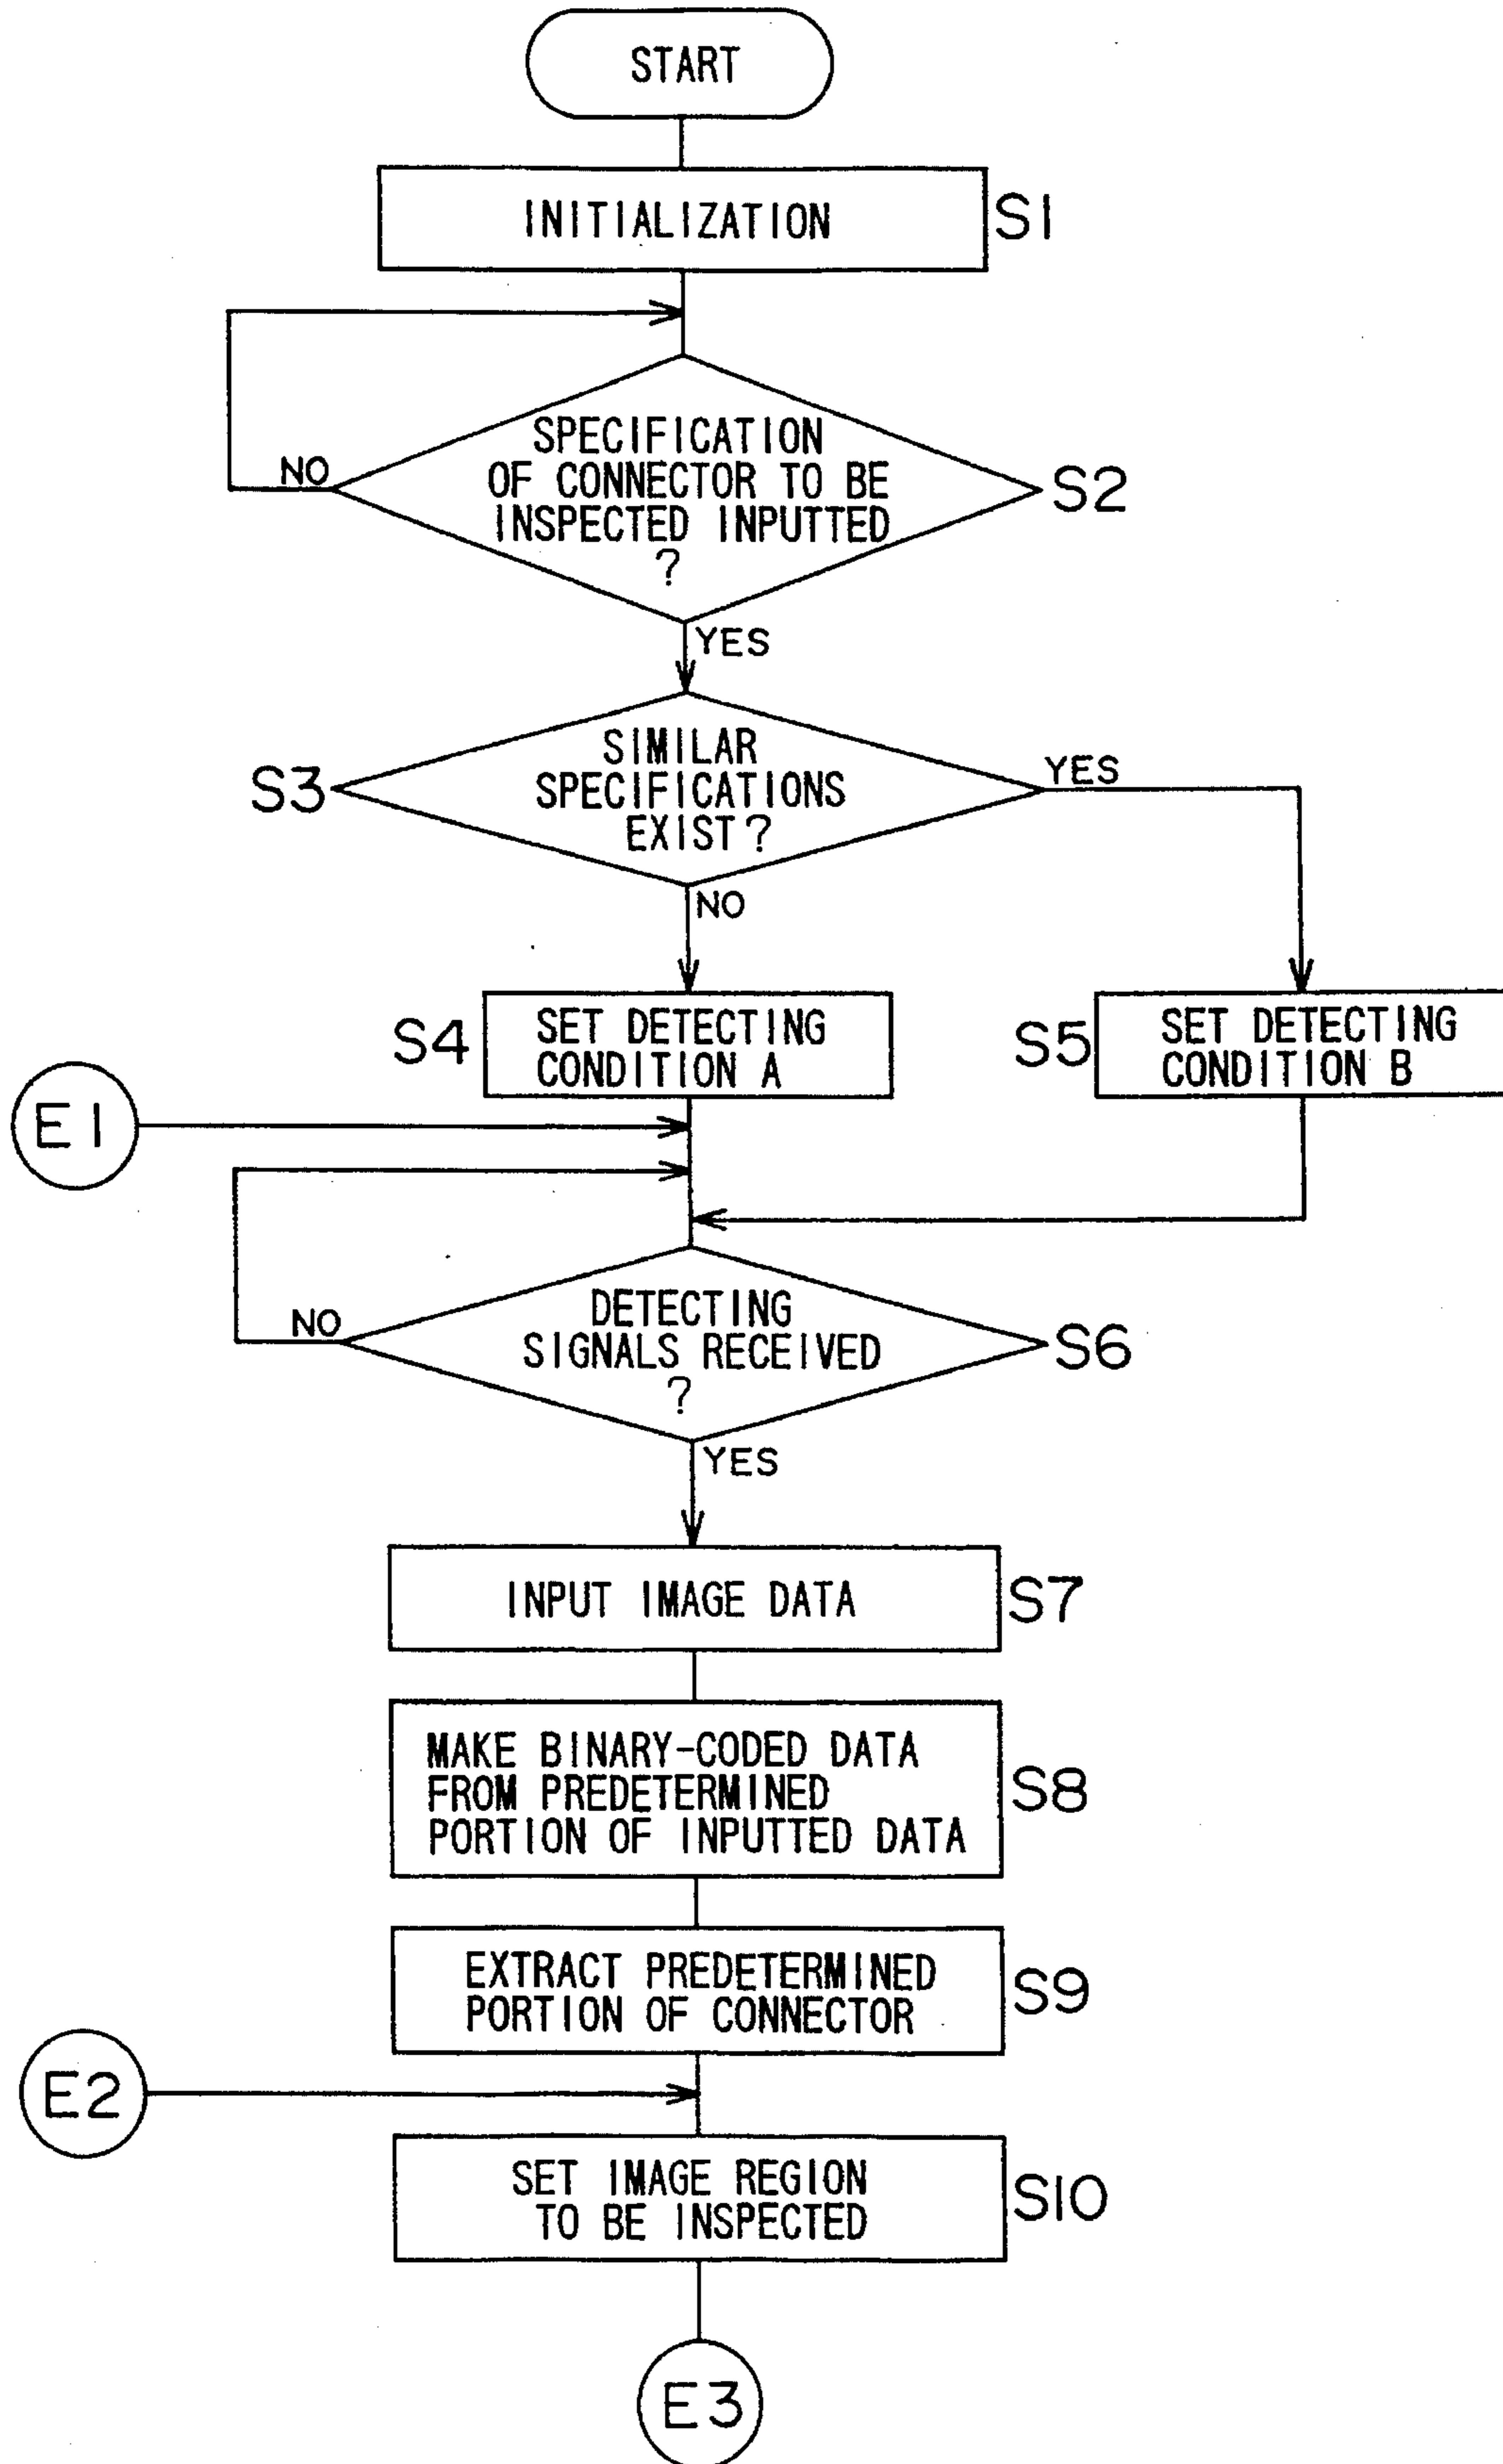 START
INITIALIZATION
S1
SPECIFICATION
OF CONNECTOR TO BE
INSPECTED INPUTTED
?
NO
S2
YES
SIMILAR
SPECIFICATIONS
EXIST?
S3
YES
NO
SET DETECTING
CONDITION A
S4
SET DETECTING
CONDITION B
S5
E1
DETECTING
SIGNALS RECEIVED
?
NO
S6
YES
INPUT IMAGE DATA
S7
MAKE BINARY-CODED DATA
FROM PREDETERMINED
PORTION OF INPUTTED DATA
S8
EXTRACT PREDETERMINED
PORTION OF CONNECTOR
S9
E2
SET IMAGE REGION
TO BE INSPECTED
S10
E3